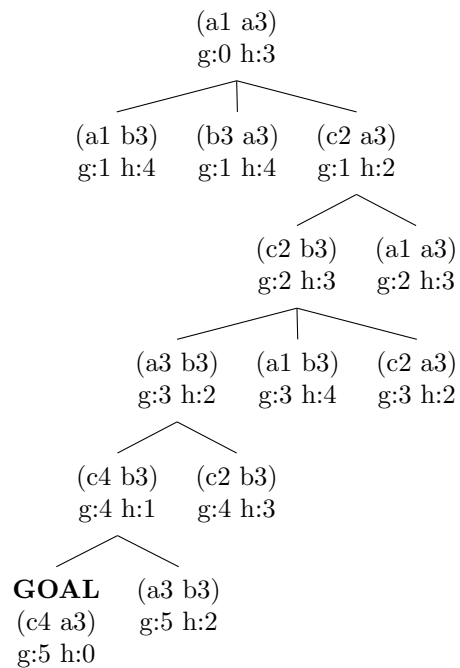 (a1 a3)
g:0 h:3
(a1 b3) (b3 a3) (c2 a3)
g:1 h:4 g:1 h:4 g:1 h:2
(c2 b3) (a1 a3)
g:2 h:3 g:2 h:3
(a3 b3) (a1 b3) (c2 a3)
g:3 h:2 g:3 h:4 g:3 h:2
(c4 b3) (c2 b3)
g:4 h:1 g:4 h:3
GOAL (a3 b3)
(c4 a3) g:5 h:2
g:5 h:0